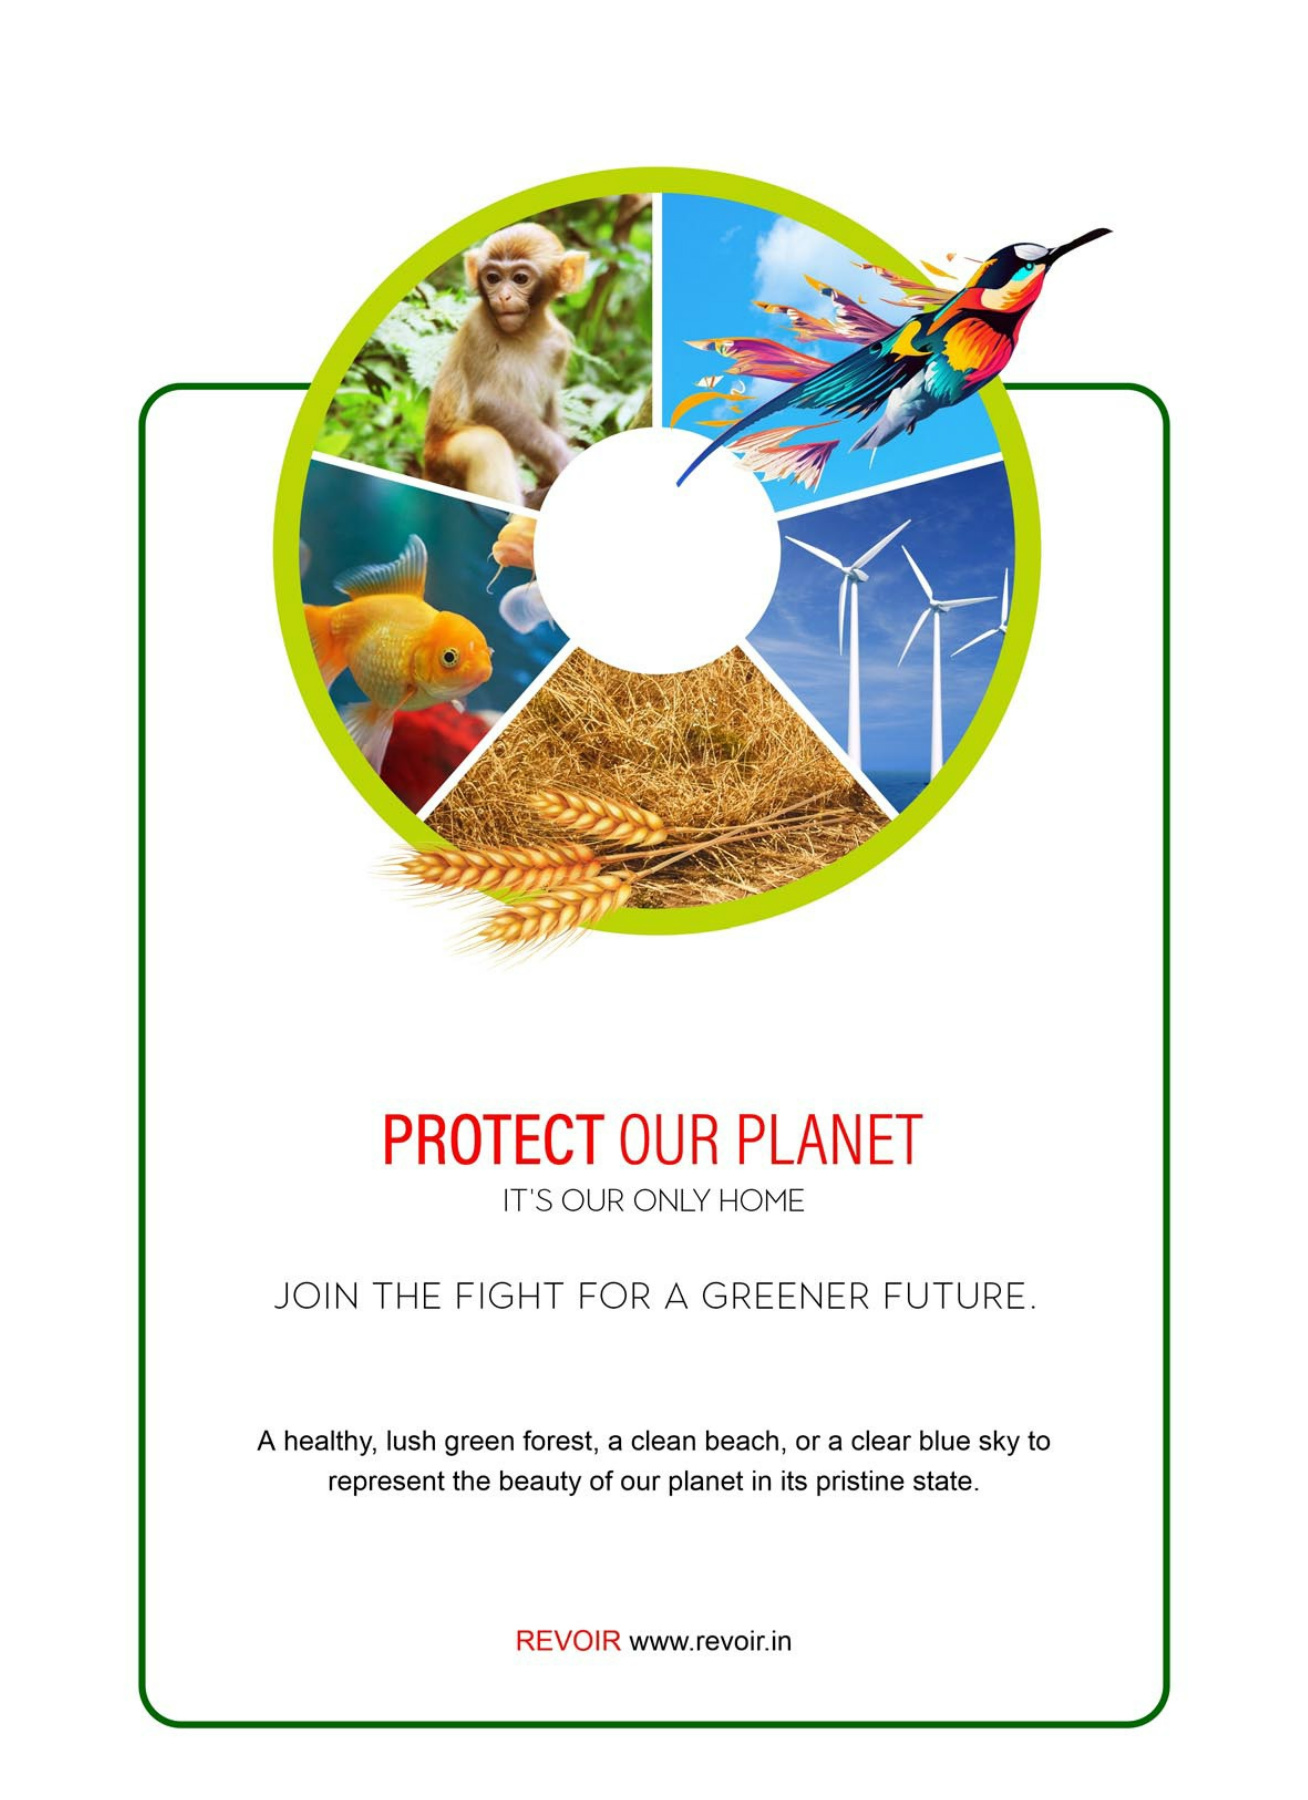 PROTECT OUR PLANET
IT'S OUR ONLY HOME
JOIN THE FIGHT FOR A GREENER FUTURE.
A healthy, lush green forest, a clean beach, or a clear blue sky to
represent the beauty of our planet in its pristine state.
REVOIR www.revoir.in